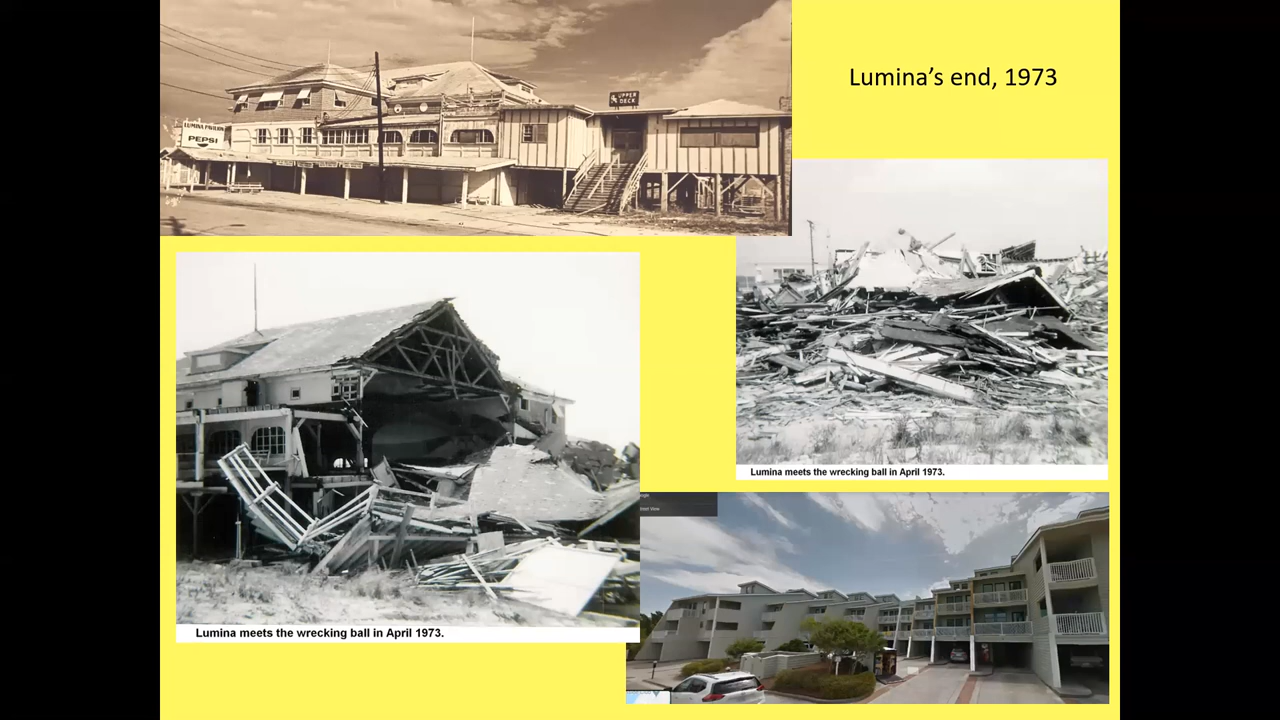 Lumina’s end, 1973
UPPER
DECK
LUMINA PAVILION
PEPSI
Lumina meets the wrecking ball in April 1973.
Lumina meets the wrecking ball in April 1973.